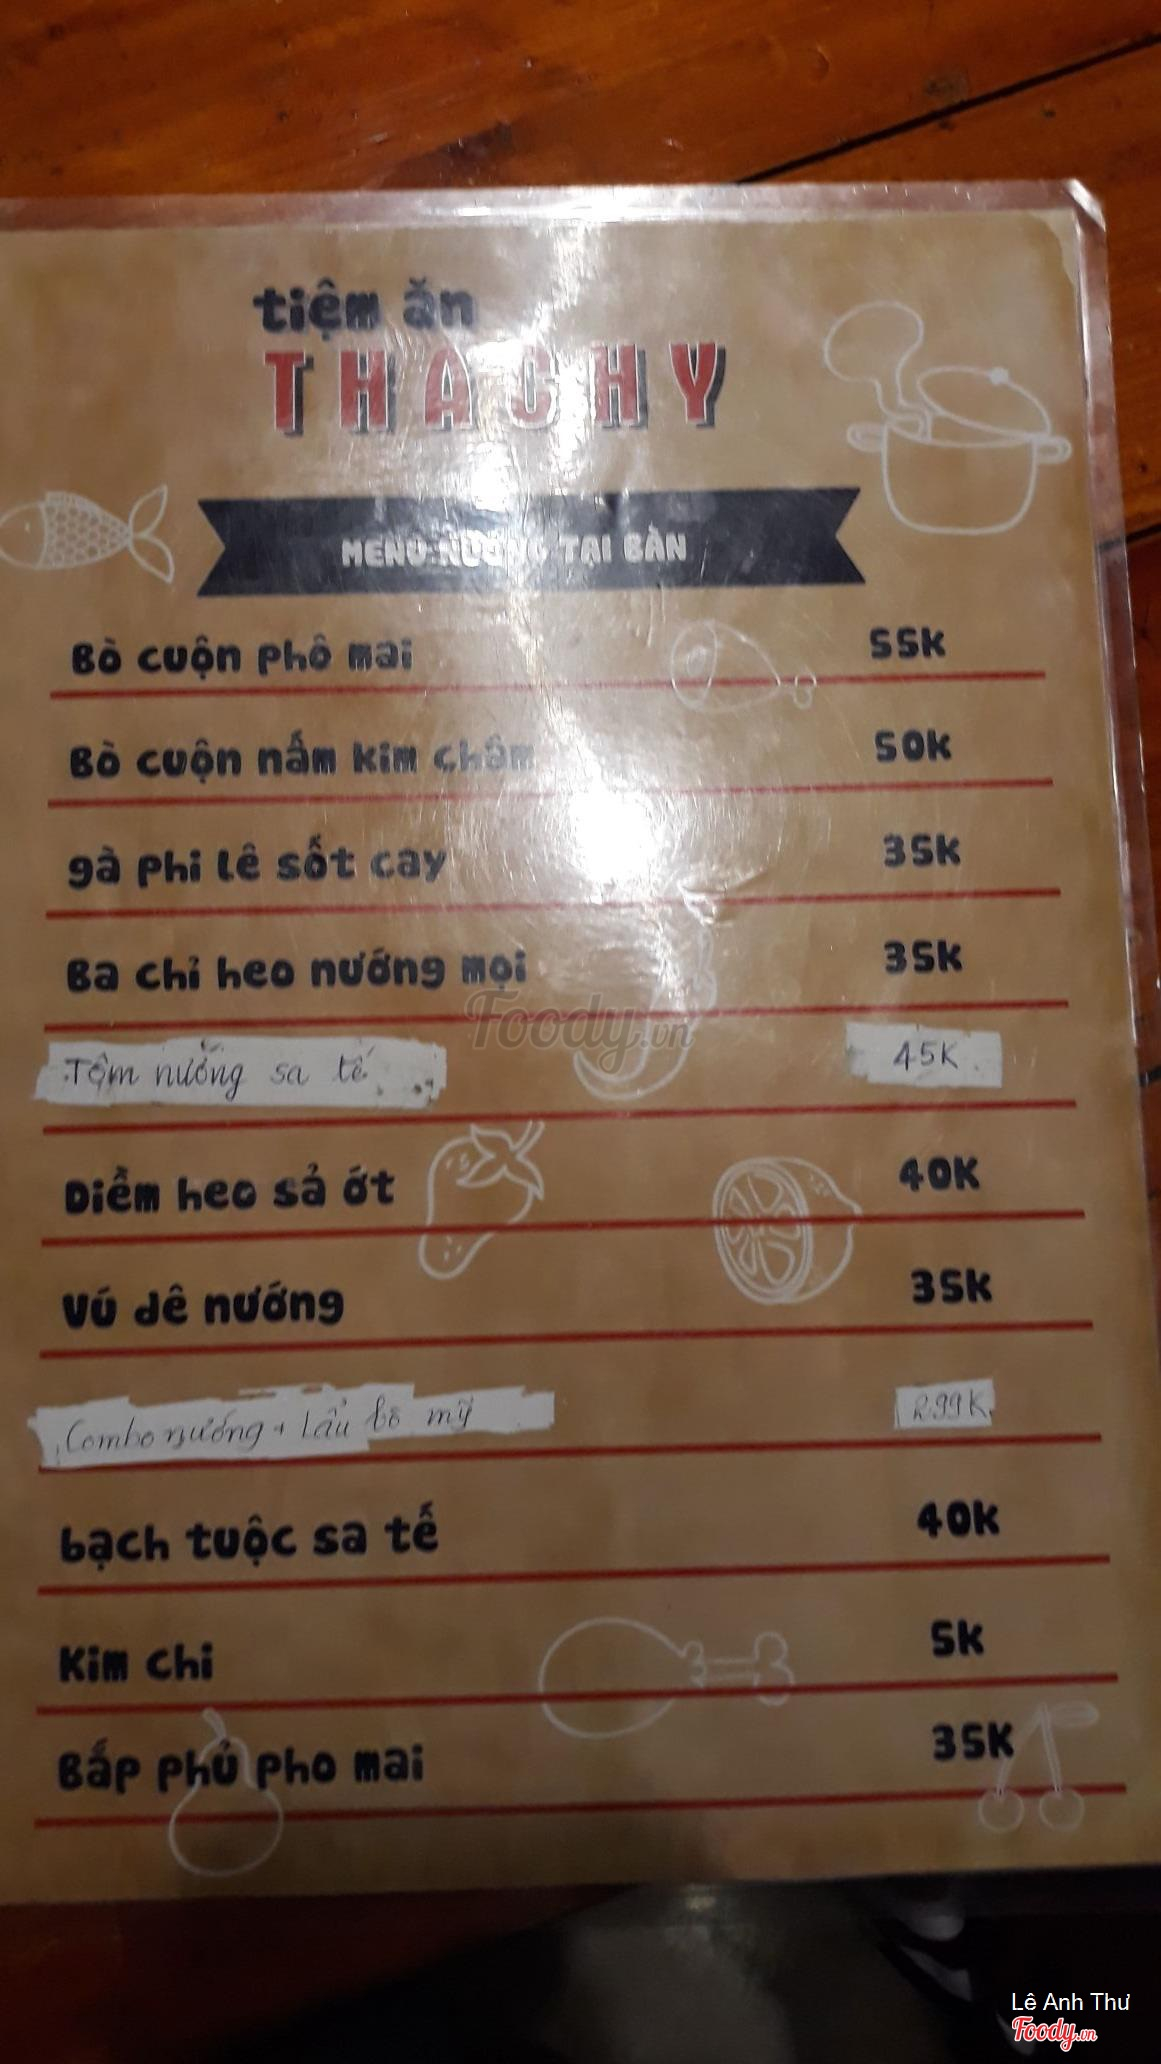 tiệm ăn
THACHY
MENU NƯỚNG TẠI BÀN
Bò cuộn phô mai 55k
Bò cuộn nấm kim châm 50k
gà phi lê sốt cay 35k
Ba chỉ heo nướng mọi 35k
Foody.vn
Tôm nướng sa tế 45K
Diềm heo sả ớt 40K
Vú dê nướng 35K
Combo nướng + Lẩu bò mỹ 299K
bạch tuộc sa tế 40k
Kim chi 5k
Bắp phủ pho mai 35K
Lê Anh Thư
Foody.vn